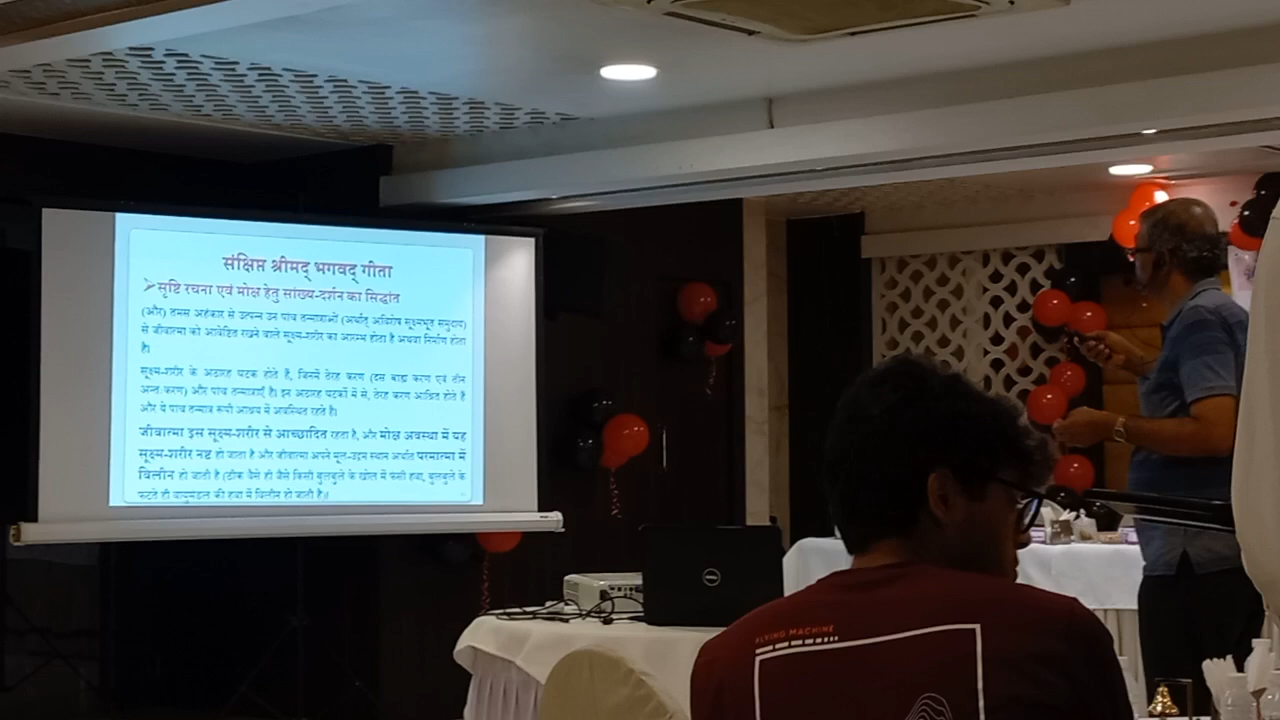 संक्षिप्त श्रीमद् भगवद् गीता
➢सृष्टि रचना एवं मोक्ष हेतु सांख्य-दर्शन का सिद्धांत
(और) तमस अहंकार से उत्पन्न उन पांच तन्मात्राओं (अर्थात् अविशेष सूक्ष्मभूत समुदाय)
से जीवात्मा को आवेष्टित रखने वाले सूक्ष्म-शरीर का आरम्भ होता है अथवा निर्माण होता
है।
सूक्ष्म-शरीर के अठारह घटक होते हैं, जिनमें तेरह करण (दस बाह्य करण एवं तीन
अन्तःकरण) और पांच तन्मात्राएँ हैं। इन अठारह घटकों में से, तेरह करण आश्रित होते हैं
और ये पांच तन्मात्र रूपी आश्रय में अवस्थित रहते हैं।
जीवात्मा इस सूक्ष्म-शरीर से आच्छादित रहता है, और मोक्ष अवस्था में यह
सूक्ष्म-शरीर नष्ट हो जाता है और जीवात्मा अपने मूल-उद्गम स्थान अर्थात् परमात्मा में
विलीन हो जाती है (ठीक वैसे ही जैसे किसी बुलबुले के खोल में फंसी हवा, बुलबुले के
फटते ही वायुमंडल की हवा में विलीन हो जाती है)।
DELL
FLYING MACHINE